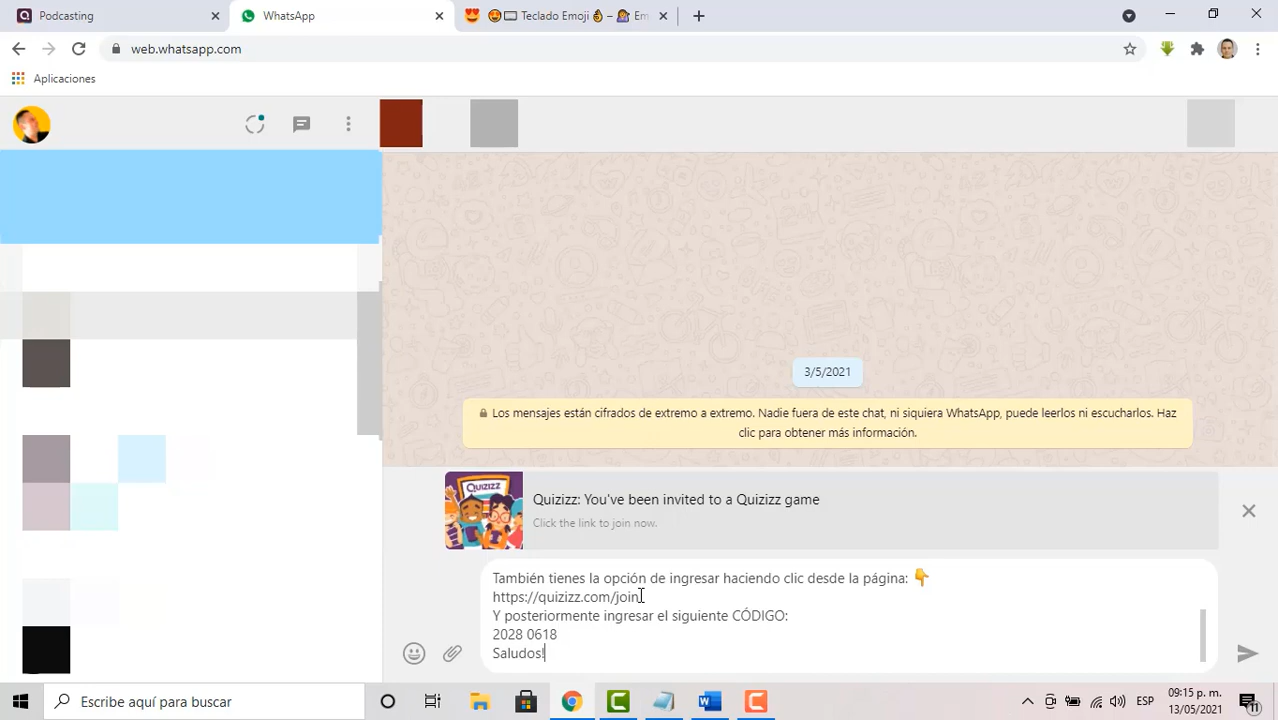 Podcasting
WhatsApp
Teclado Emoji 👌 – 💁 Em
web.whatsapp.com
Aplicaciones
3/5/2021
Los mensajes están cifrados de extremo a extremo. Nadie fuera de este chat, ni siquiera WhatsApp, puede leerlos ni escucharlos. Haz
clic para obtener más información.
Quizizz
Quizizz: You've been invited to a Quizizz game
Click the link to join now.
También tienes la opción de ingresar haciendo clic desde la página: 👇
https://quizizz.com/join
Y posteriormente ingresar el siguiente CÓDIGO:
2028 0618
Saludos!
Escribe aquí para buscar
ESP
09:15 p. m.
13/05/2021
11